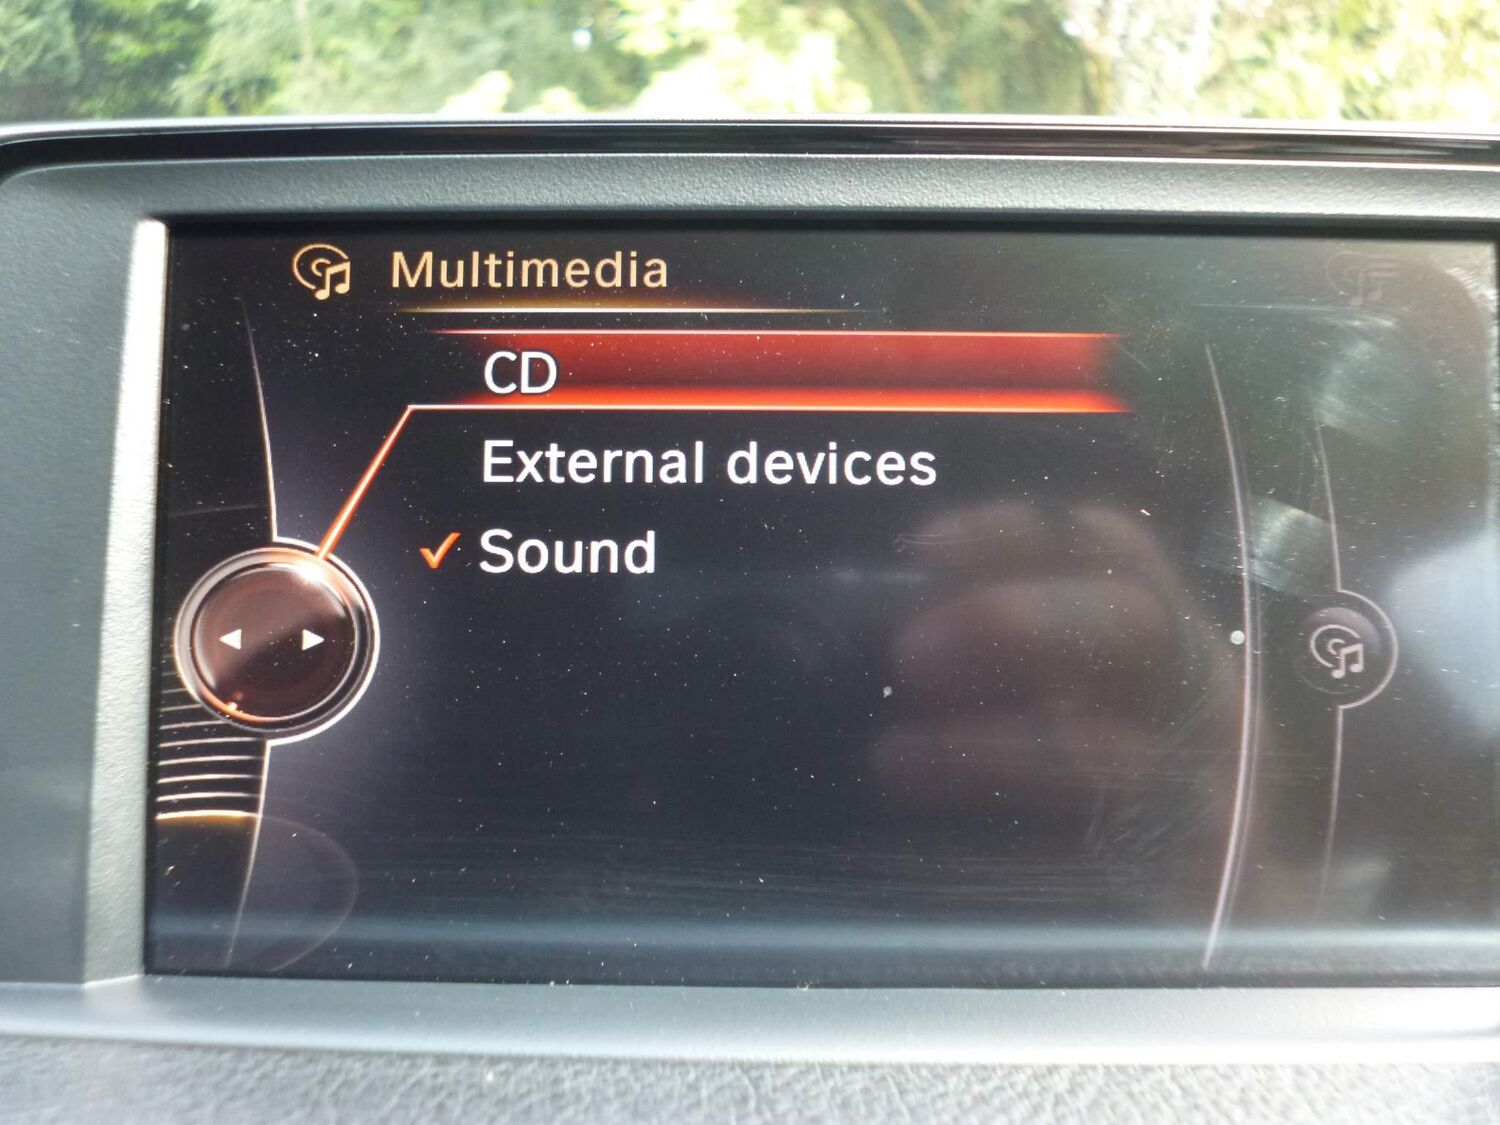 Multimedia
CD
External devices
✓ Sound